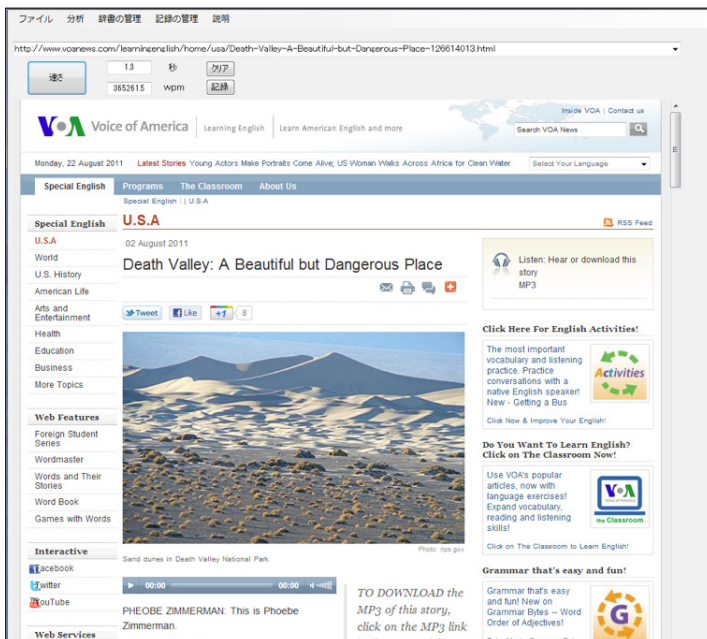 ファイル 分析 辞書の管理 記録の管理 説明
http://www.voanews.com/learningenglish/home/usa/Death-Valley-A-Beautiful-but-Dangerous-Place-126614013.html
速さ
1.3 秒 クリア
365261.5 wpm 記録
Inside VOA | Contact us
VOA Voice of America Learning English Learn American English and more
Search VOA News
Monday, 22 August 2011 Latest Stories Young Actors Make Portraits Come Alive; US Woman Walks Across Africa for Clean Water
Select Your Language
Special English Programs The Classroom About Us
Special English | | U.S.A
Special English
U.S.A
World
U.S. History
American Life
Arts and
Entertainment
Health
Education
Business
More Topics
Web Features
Foreign Student
Series
Wordmaster
Words and Their
Stories
Word Book
Games with Words
Interactive
Facebook
Twitter
YouTube
Web Services
U.S.A
RSS Feed
02 August 2011
Death Valley: A Beautiful but Dangerous Place
Tweet Like +1 8
Photo: nps.gov
Sand dunes in Death Valley National Park
00:00 00:00
PHEOBE ZIMMERMAN: This is Phoebe
Zimmerman.
TO DOWNLOAD the
MP3 of this story,
click on the MP3 link
Listen: Hear or download this
story
MP3
Click Here For English Activities!
The most important
vocabulary and listening
practice. Practice
conversations with a
native English speaker!
New - Getting a Bus
Activities
Click Now & Improve Your English!
Do You Want To Learn English?
Click on The Classroom Now!
Use VOA's popular
articles, now with
language exercises!
Expand vocabulary,
reading and listening
skills!
VOA
the Classroom
Click on The Classroom to Learn English!
Grammar that's easy and fun!
Grammar that's easy
and fun! New on
Grammar Bytes -- Word
Order of Adjectives!
G